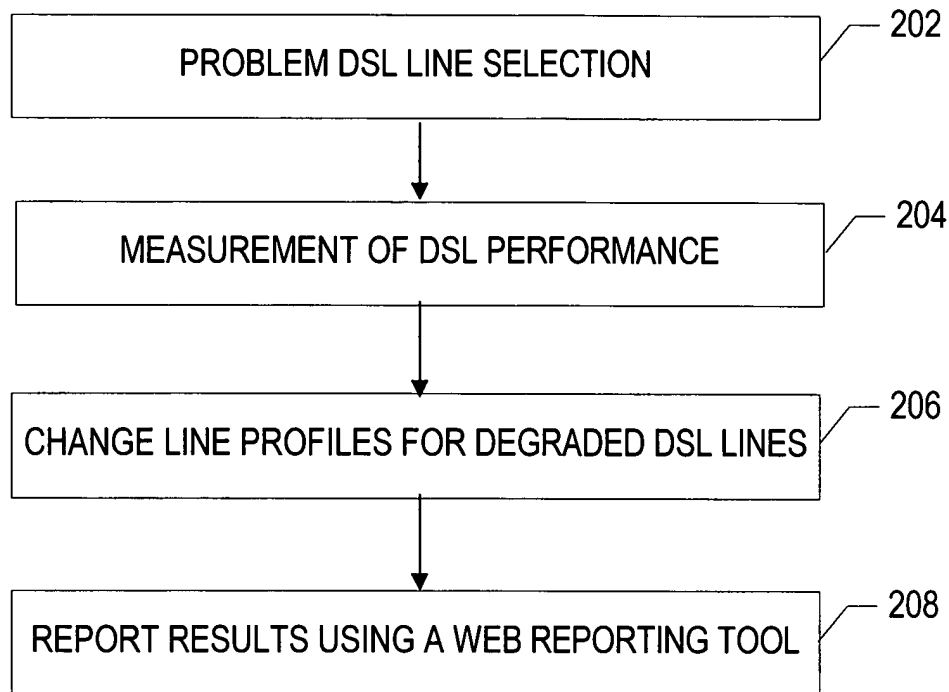 202
PROBLEM DSL LINE SELECTION
204
MEASUREMENT OF DSL PERFORMANCE
206
CHANGE LINE PROFILES FOR DEGRADED DSL LINES
208
REPORT RESULTS USING A WEB REPORTING TOOL